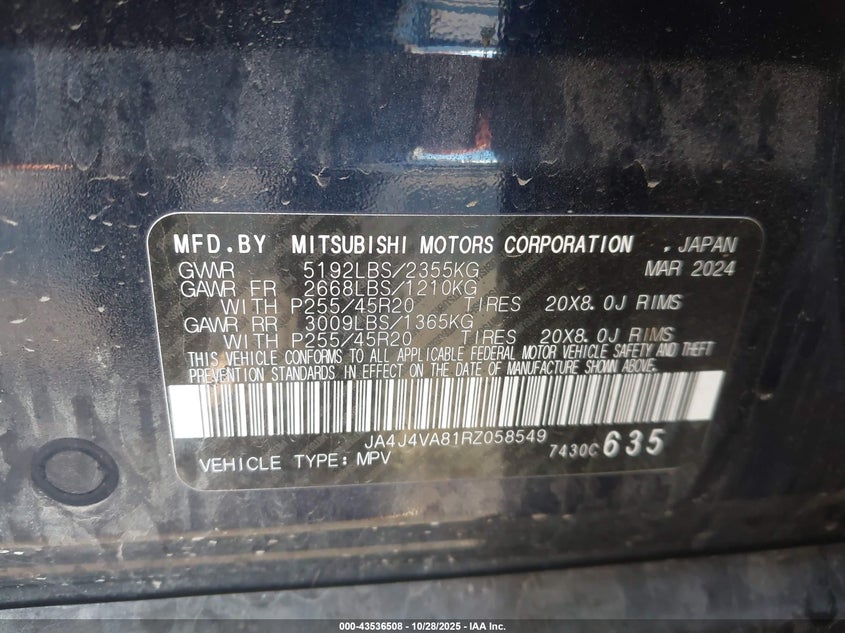 MFD.BY MITSUBISHI MOTORS CORPORATION , JAPAN
GVWR 5192LBS/2355KG MAR 2024
GAWR FR 2668LBS/1210KG
WITH P255/45R20 TIRES 20X8.0J RIMS
GAWR RR 3009LBS/1365KG
WITH P255/45R20 TIRES 20X8.0J RIMS
THIS VEHICLE CONFORMS TO ALL APPLICABLE FEDERAL MOTOR VEHICLE SAFETY AND THEFT
PREVENTION STANDARDS IN EFFECT ON THE DATE OF MANUFACTURE SHOWN ABOVE.
JA4J4VA81RZ058549
VEHICLE TYPE: MPV 7430C 635
000-43536508 - 10/28/2025 - IAA Inc.